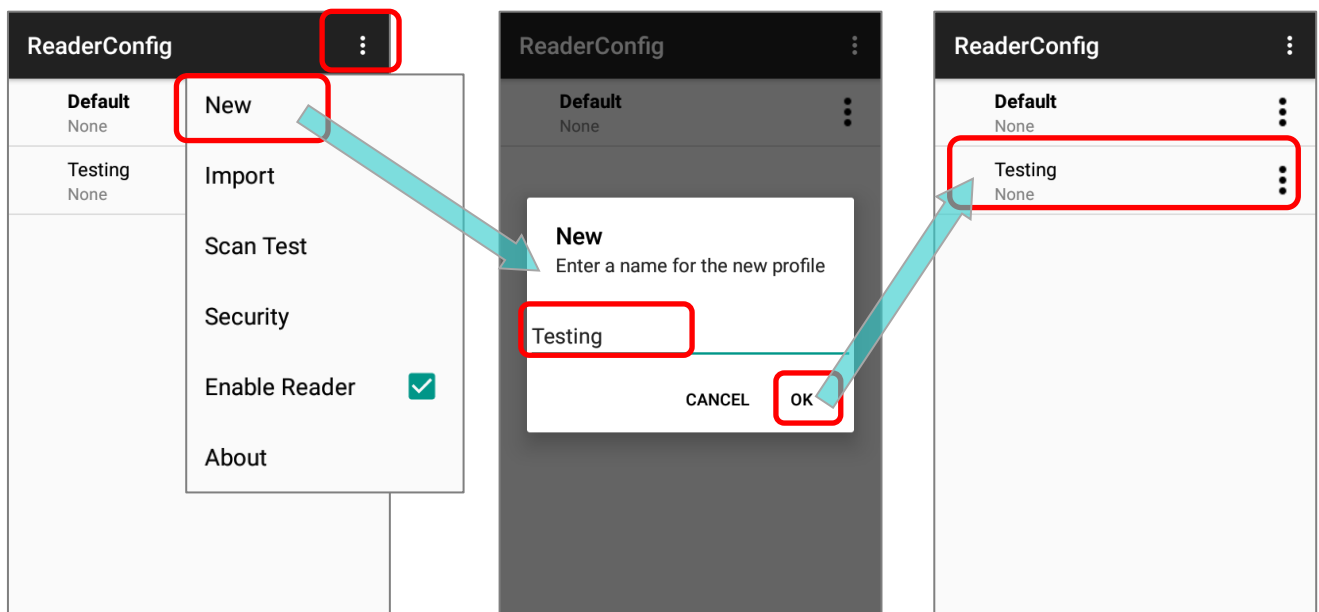 ReaderConfig
Default
None
Testing
None
New
Import
Scan Test
Security
Enable Reader
About
ReaderConfig
Default
None
New
Enter a name for the new profile
Testing
CANCEL OK
ReaderConfig
Default
None
Testing
None